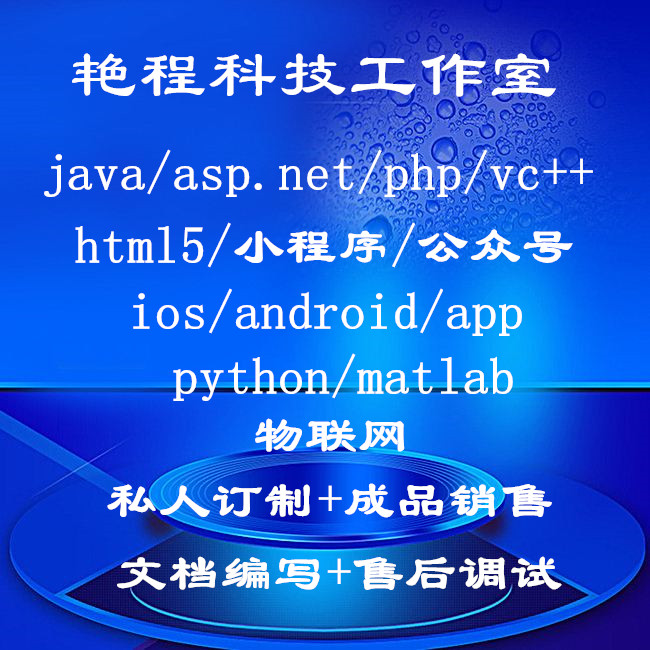 艳程科技工作室
java/asp.net/php/vc++
html5/小程序/公众号
ios/android/app
python/matlab
物联网
私人订制+成品销售
文档编写+售后调试